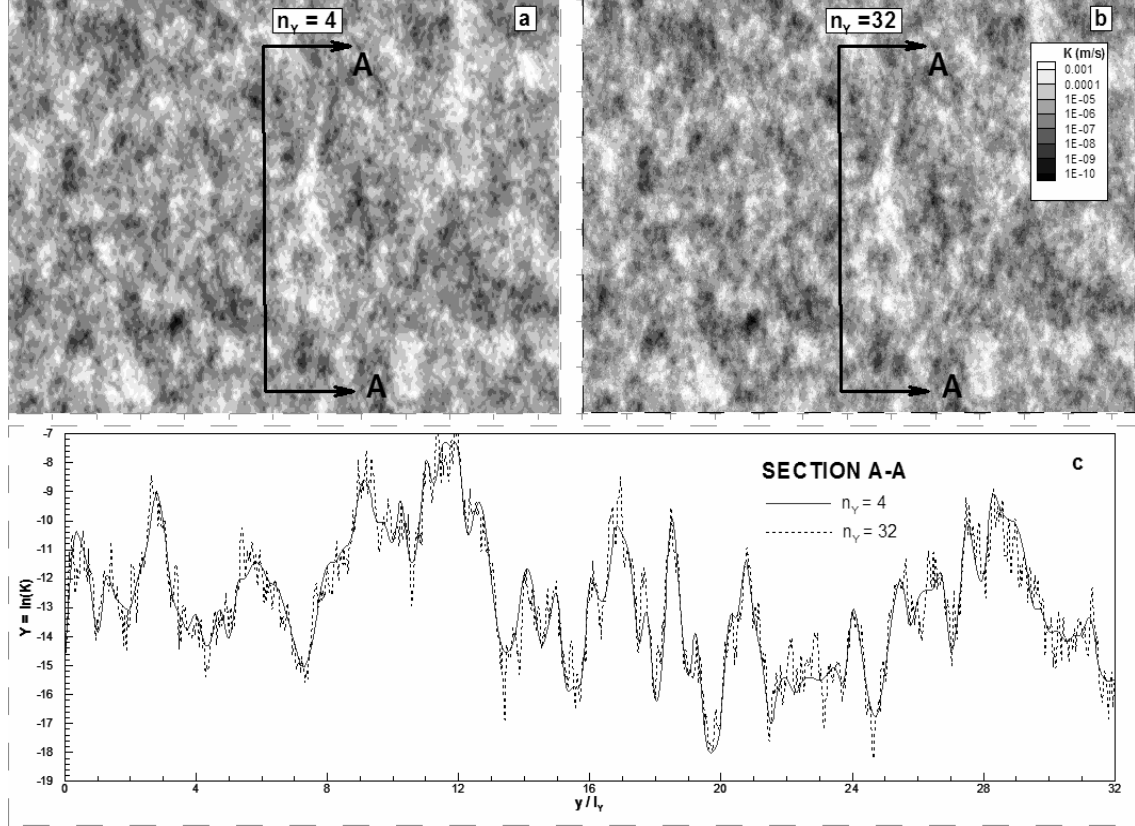 n_Y = 4
a
A
A
n_Y = 32
b
A
A
K (m/s)
0.001
0.0001
1E-05
1E-06
1E-07
1E-08
1E-09
1E-10
c
SECTION A-A
n_Y = 4
n_Y = 32
Y = ln(K)
-7
-8
-9
-10
-11
-12
-13
-14
-15
-16
-17
-18
-19
0 4 8 12 16 20 24 28 32
y / I_Y